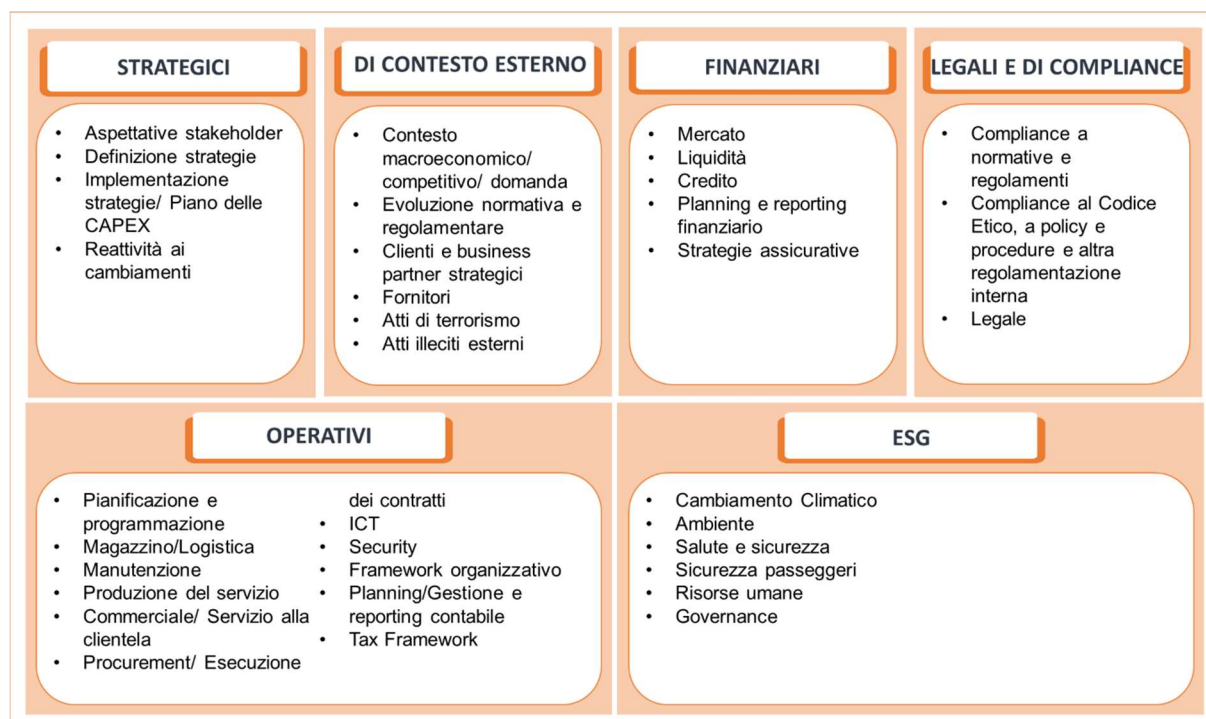 STRATEGICI
• Aspettative stakeholder
• Definizione strategie
• Implementazione
strategie/ Piano delle
CAPEX
• Reattività ai
cambiamenti
DI CONTESTO ESTERNO
• Contesto
macroeconomico/
competitivo/ domanda
• Evoluzione normativa e
regolamentare
• Clienti e business
partner strategici
• Fornitori
• Atti di terrorismo
• Atti illeciti esterni
FINANZIARI
• Mercato
• Liquidità
• Credito
• Planning e reporting
finanziario
• Strategie assicurative
LEGALI E DI COMPLIANCE
• Compliance a
normative e
regolamenti
• Compliance al Codice
Etico, a policy e
procedure e altra
regolamentazione
interna
• Legale
OPERATIVI
• Pianificazione e
programmazione
• Magazzino/Logistica
• Manutenzione
• Produzione del servizio
• Commerciale/ Servizio alla
clientela
• Procurement/ Esecuzione
dei contratti
• ICT
• Security
• Framework organizzativo
• Planning/Gestione e
reporting contabile
• Tax Framework
ESG
• Cambiamento Climatico
• Ambiente
• Salute e sicurezza
• Sicurezza passeggeri
• Risorse umane
• Governance